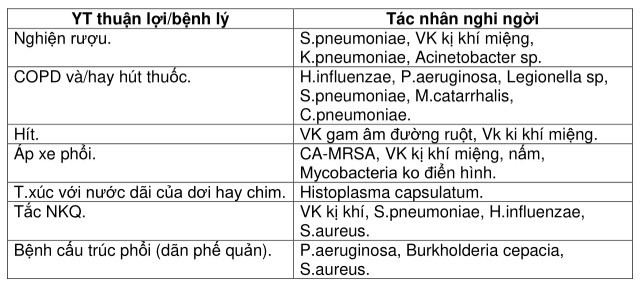 YT thuận lợi/bệnh lý
Tác nhân nghi ngời
Nghiện rượu.
S.pneumoniae, VK kị khí miệng,
K.pneumoniae, Acinetobacter sp.
COPD và/hay hút thuốc.
H.influenzae, P.aeruginosa, Legionella sp,
S.pneumoniae, M.catarrhalis,
C.pneumoniae.
Hít.
VK gam âm đường ruột, Vk ki khí miệng.
Áp xe phổi.
CA-MRSA, VK kị khí miệng, nấm,
Mycobacteria ko điển hình.
T.xúc với nước dãi của dơi hay chim.
Histoplasma capsulatum.
Tắc NKQ.
VK kị khí, S.pneumoniae, H.influenzae,
S.aureus.
Bệnh cấu trúc phổi (dãn phế quản).
P.aeruginosa, Burkholderia cepacia,
S.aureus.